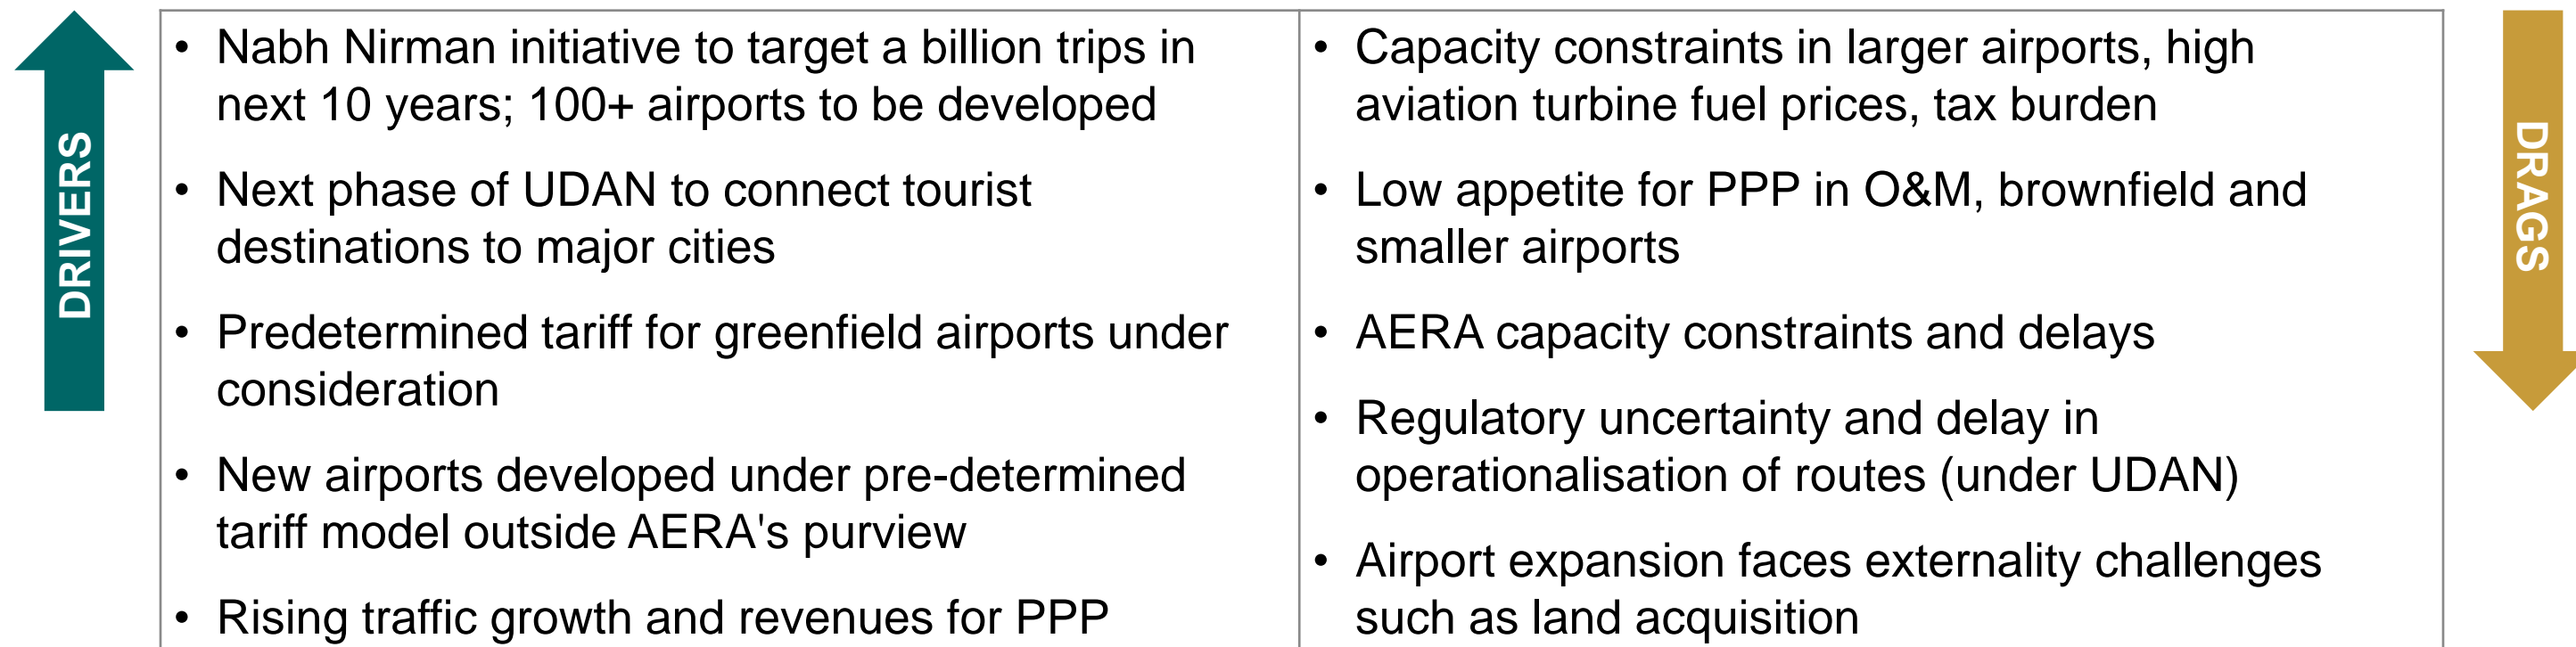 DRIVERS
• Nabh Nirman initiative to target a billion trips in
next 10 years; 100+ airports to be developed
• Next phase of UDAN to connect tourist
destinations to major cities
• Predetermined tariff for greenfield airports under
consideration
• New airports developed under pre-determined
tariff model outside AERA's purview
• Rising traffic growth and revenues for PPP
• Capacity constraints in larger airports, high
aviation turbine fuel prices, tax burden
• Low appetite for PPP in O&M, brownfield and
smaller airports
• AERA capacity constraints and delays
• Regulatory uncertainty and delay in
operationalisation of routes (under UDAN)
• Airport expansion faces externality challenges
such as land acquisition
DRAGS